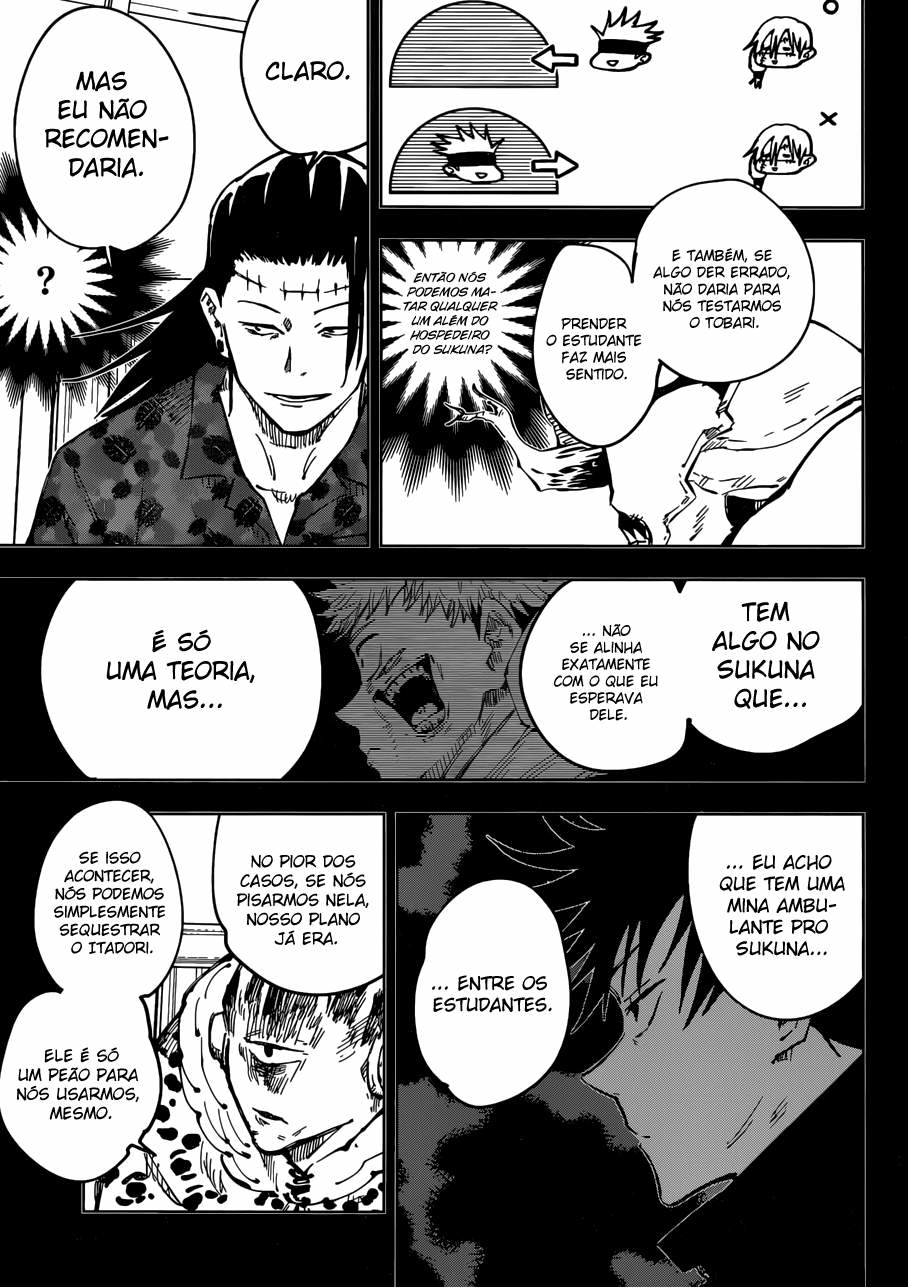 E TAMBÉM, SE
ALGO DER ERRADO,
NÃO DARIA PARA
NÓS TESTARMOS
O TOBARI.
PRENDER
O ESTUDANTE
FAZ MAIS
SENTIDO.
ENTÃO NÓS
PODEMOS MA-
TAR QUALQUER
UM ALÉM DO
HOSPEDEIRO
DO SUKUNA?
CLARO.
MAS
EU NÃO
RECOMEN-
DARIA.
?
TEM
ALGO NO
SUKUNA
QUE...
... NÃO
SE ALINHA
EXATAMENTE
COM O QUE EU
ESPERAVA
DELE.
É SÓ
UMA TEORIA,
MAS...
... EU ACHO
QUE TEM UMA
MINA AMBU-
LANTE PRO
SUKUNA...
... ENTRE OS
ESTUDANTES.
NO PIOR DOS
CASOS, SE NÓS
PISARMOS NELA,
NOSSO PLANO
JÁ ERA.
SE ISSO
ACONTECER,
NÓS PODEMOS
SIMPLESMENTE
SEQUESTRAR
O ITADORI.
ELE É SÓ
UM PEÃO PARA
NÓS USARMOS,
MESMO.